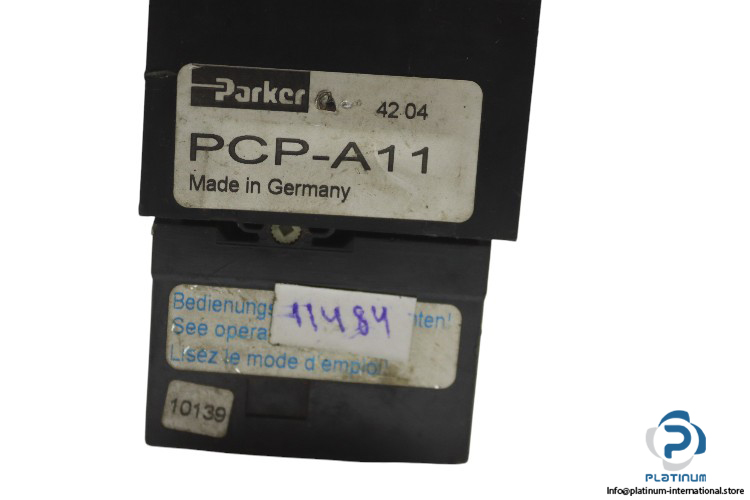 Parker
42.04
PCP-A11
Made in Germany
Bedienungs
11484
ten!
See opera
Lisez le mode d'emploi!
10139
PLATINUM
Info@platinum-international.store